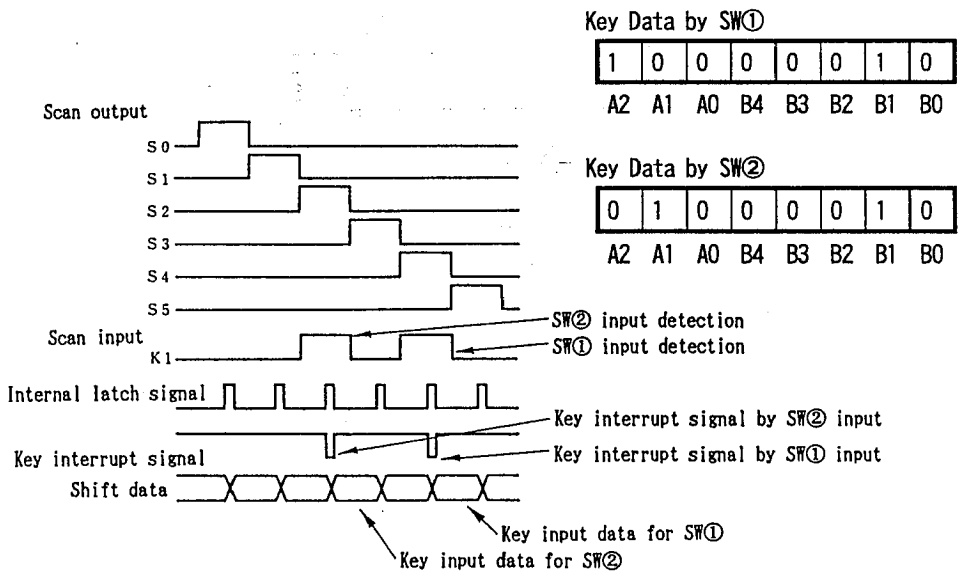 Key Data by SW①
1 0 0 0 0 0 1 0
A2 A1 A0 B4 B3 B2 B1 B0
Key Data by SW②
0 1 0 0 0 0 1 0
A2 A1 A0 B4 B3 B2 B1 B0
Scan output
S0
S1
S2
S3
S4
S5
Scan input
K1
SW② input detection
SW① input detection
Internal latch signal
Key interrupt signal by SW② input
Key interrupt signal
Key interrupt signal by SW① input
Shift data
Key input data for SW①
Key input data for SW②